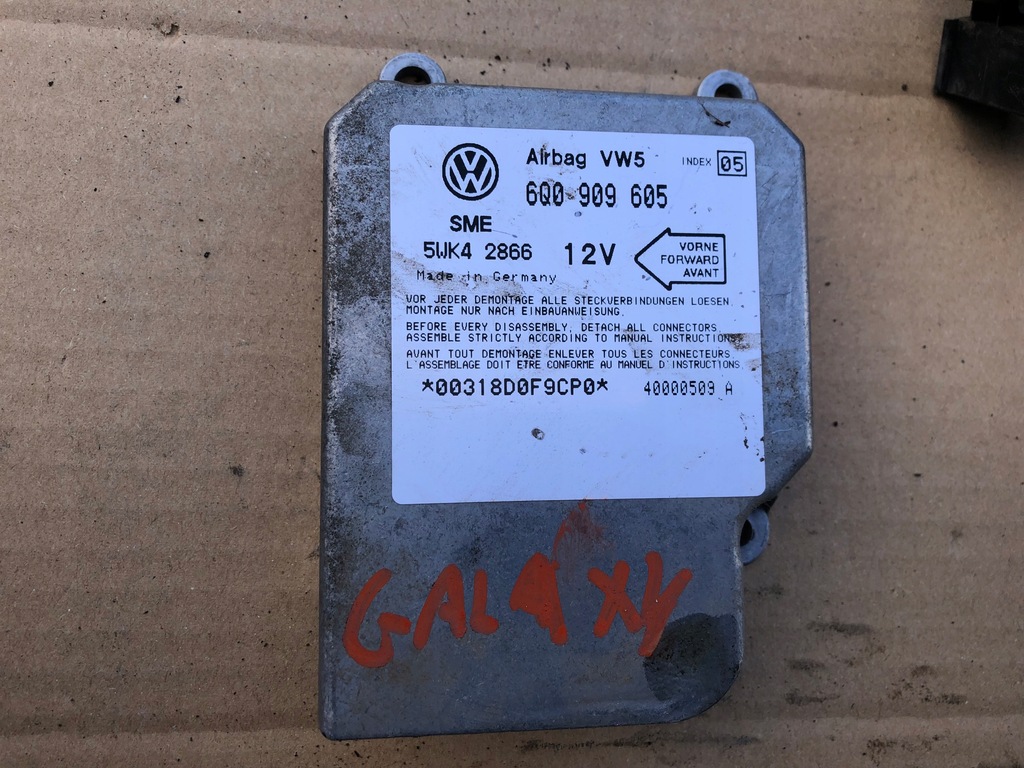 Airbag VW5 INDEX 05
6Q0 909 605
SME
5WK4 2866 12V
VORNE
FORWARD
AVANT
Made in Germany
VOR JEDER DEMONTAGE ALLE STECKVERBINDUNGEN LOESEN.
MONTAGE NUR NACH EINBAUANWEISUNG.
BEFORE EVERY DISASSEMBLY, DETACH ALL CONNECTORS.
ASSEMBLE STRICTLY ACCORDING TO MANUAL INSTRUCTIONS.
AVANT TOUT DEMONTAGE ENLEVER TOUS LES CONNECTEURS.
L'ASSEMBLAGE DOIT ETRE CONFORME AU MANUEL D'INSTRUCTIONS.
*00318D0F9CP0* 40000509 A
GALAXY